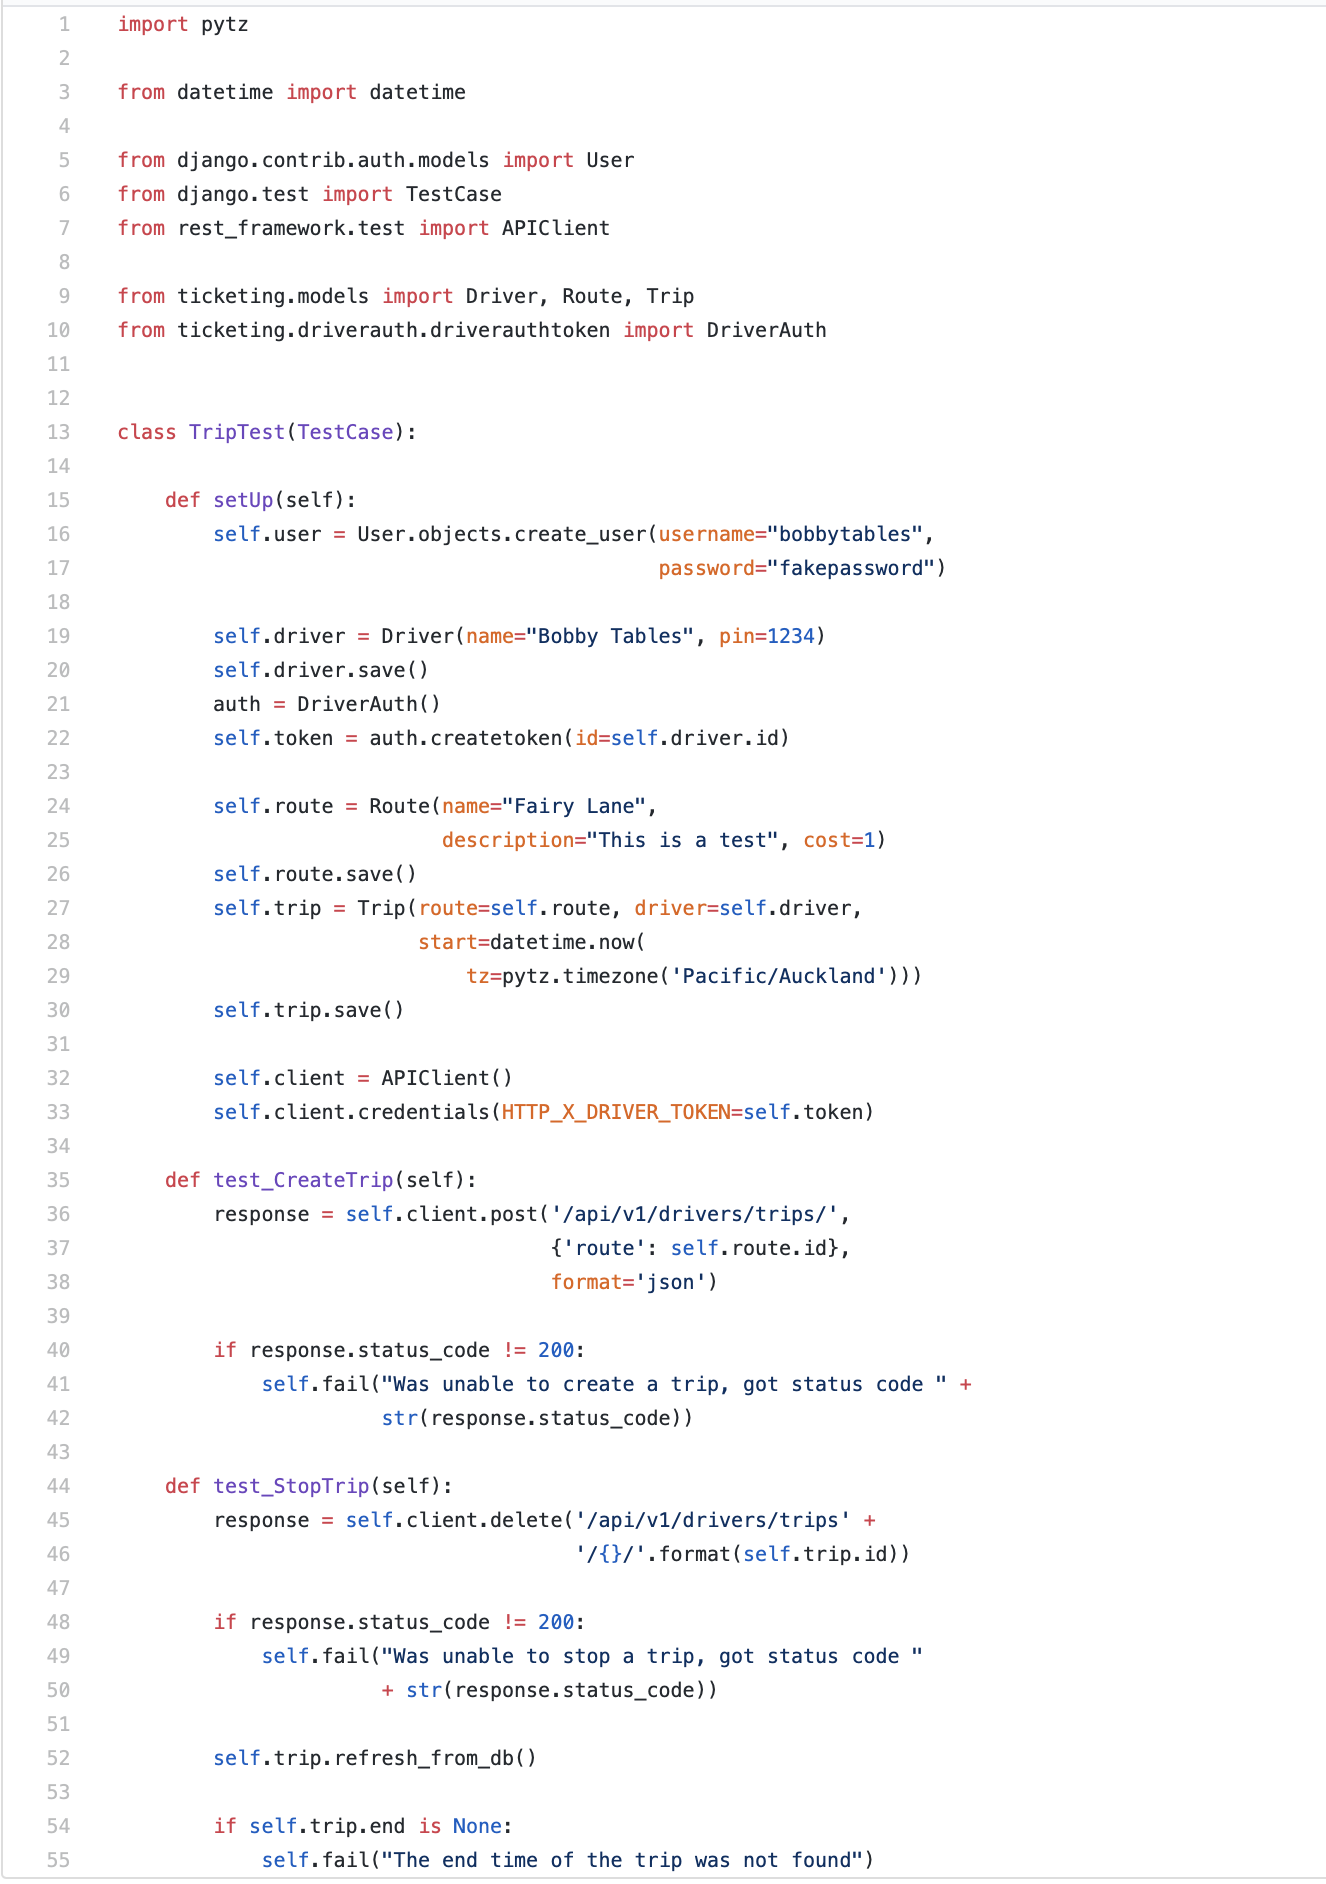 1 import pytz
2
3 from datetime import datetime
4
5 from django.contrib.auth.models import User
6 from django.test import TestCase
7 from rest_framework.test import APIClient
8
9 from ticketing.models import Driver, Route, Trip
10 from ticketing.driverauth.driverauthtoken import DriverAuth
11
12
13 class TripTest(TestCase):
14
15     def setUp(self):
16         self.user = User.objects.create_user(username="bobbytables",
17                                              password="fakepassword")
18
19         self.driver = Driver(name="Bobby Tables", pin=1234)
20         self.driver.save()
21         auth = DriverAuth()
22         self.token = auth.createtoken(id=self.driver.id)
23
24         self.route = Route(name="Fairy Lane",
25                            description="This is a test", cost=1)
26         self.route.save()
27         self.trip = Trip(route=self.route, driver=self.driver,
28                          start=datetime.now(
29                              tz=pytz.timezone('Pacific/Auckland')))
30         self.trip.save()
31
32         self.client = APIClient()
33         self.client.credentials(HTTP_X_DRIVER_TOKEN=self.token)
34
35     def test_CreateTrip(self):
36         response = self.client.post('/api/v1/drivers/trips/',
37                                     {'route': self.route.id},
38                                     format='json')
39
40         if response.status_code != 200:
41             self.fail("Was unable to create a trip, got status code " +
42                       str(response.status_code))
43
44     def test_StopTrip(self):
45         response = self.client.delete('/api/v1/drivers/trips' +
46                                       '/{}/'.format(self.trip.id))
47
48         if response.status_code != 200:
49             self.fail("Was unable to stop a trip, got status code "
50                       + str(response.status_code))
51
52         self.trip.refresh_from_db()
53
54         if self.trip.end is None:
55             self.fail("The end time of the trip was not found")